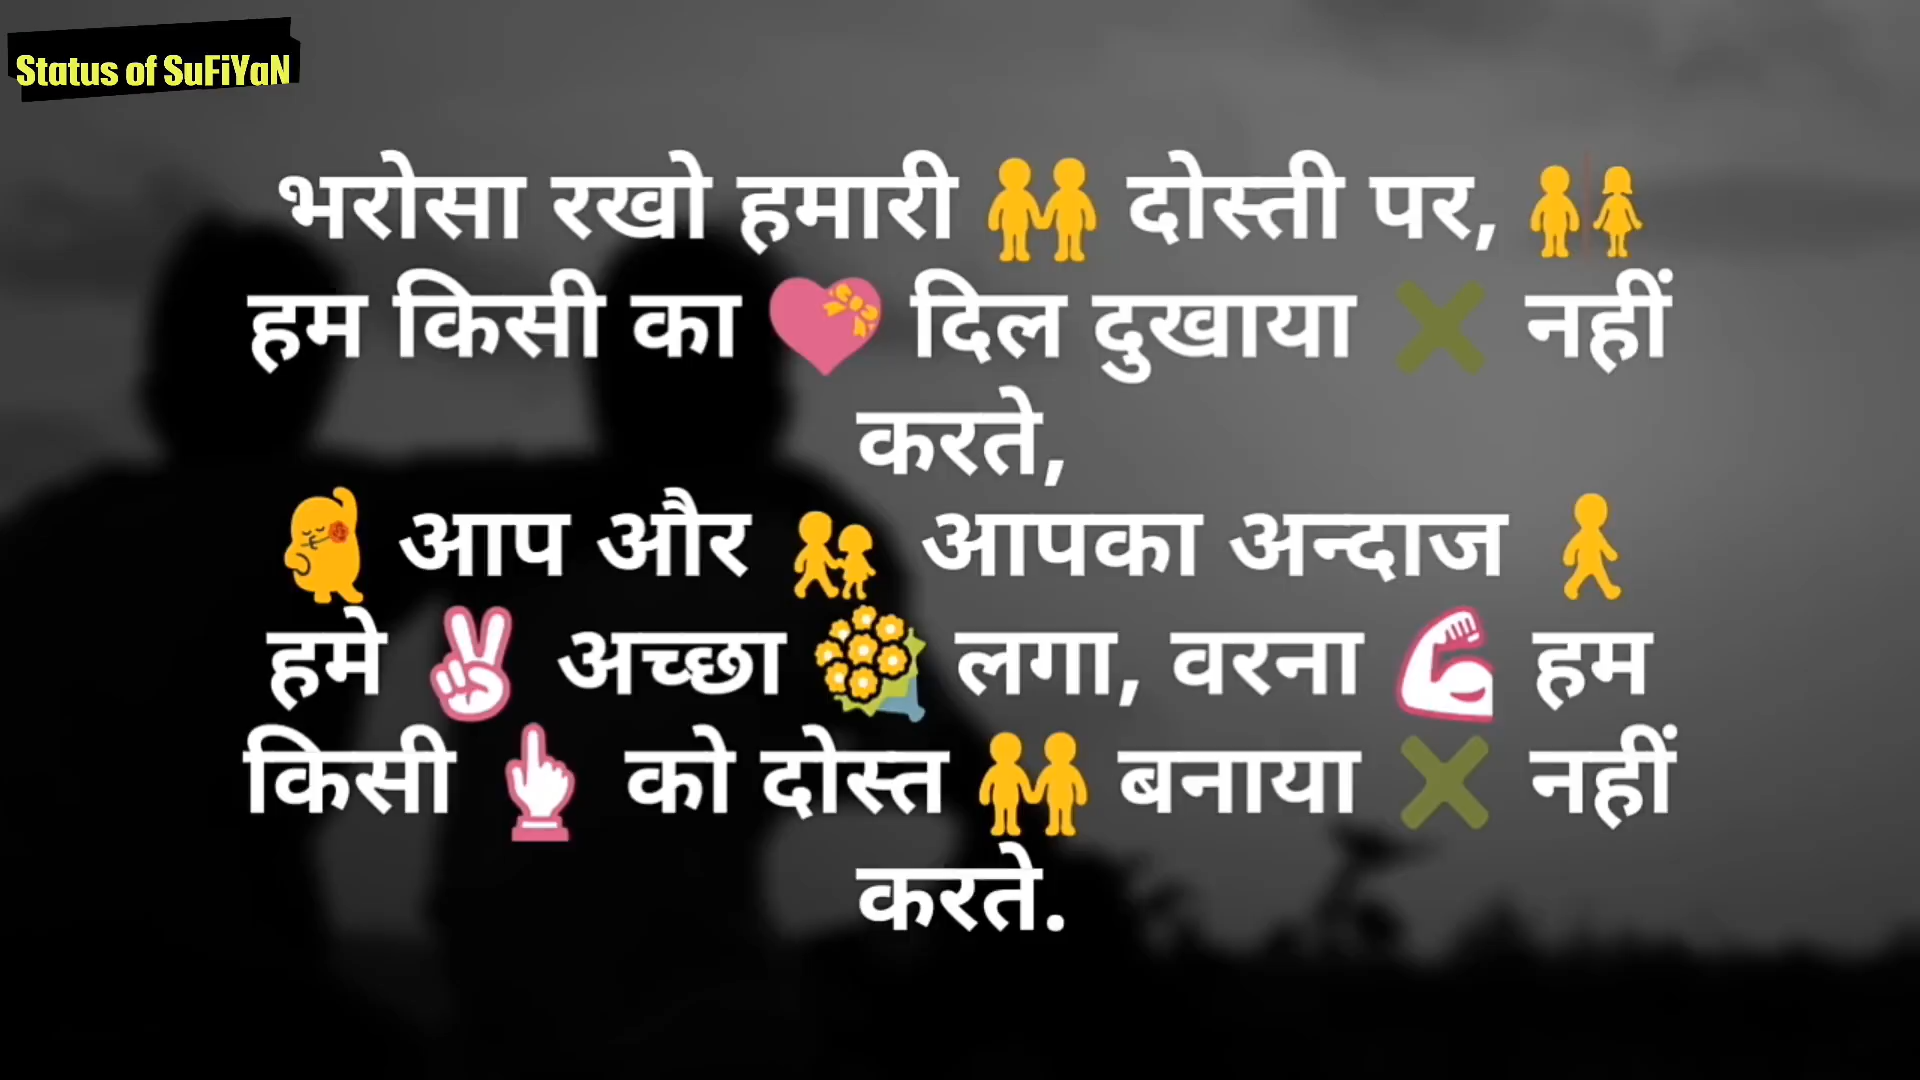 Status of SuFiYaN
भरोसा रखो हमारी 👬 दोस्ती पर, 🚻
हम किसी का 💝 दिल दुखाया ❌ नहीं
करते,
💃 आप और 👫 आपका अन्दाज 🚶
हमे ✌ अच्छा 💐 लगा, वरना 💪 हम
किसी 👆 को दोस्त 👬 बनाया ❌ नहीं
करते.